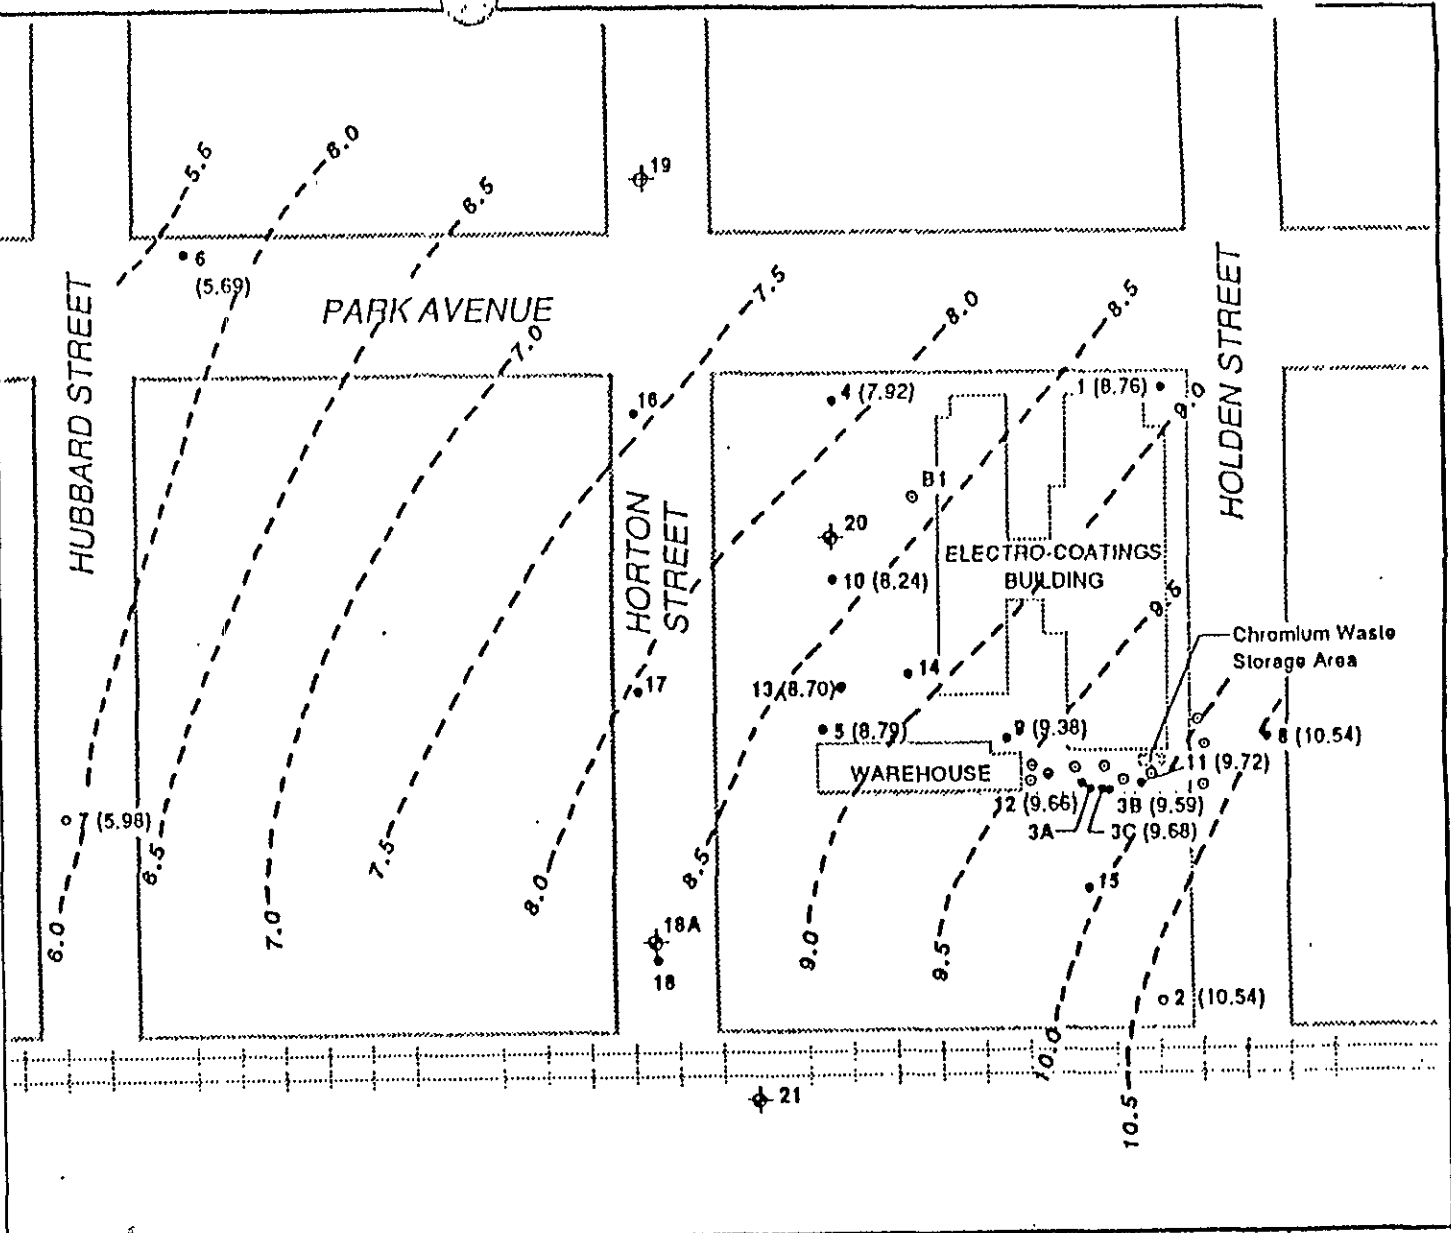 5.5
6.0
6.5
19
6
(5.69)
PARK AVENUE
7.0
7.5
8.0
8.5
HUBBARD STREET
HORTON
STREET
HOLDEN STREET
16
4 (7.92)
1 (8.76)
9.0
B1
20
10 (8.24)
ELECTRO-COATINGS
BUILDING
9.5
Chromium Waste
Storage Area
17
13 (8.70)
14
5 (8.79)
9 (9.38)
8 (10.54)
WAREHOUSE
11 (9.72)
12 (9.66)
3B (9.59)
3A
3C (9.68)
7 (5.98)
6.5
7.5
8.0
8.5
15
6.0
7.0
9.0
9.5
18A
18
2 (10.54)
10.0
10.5
21